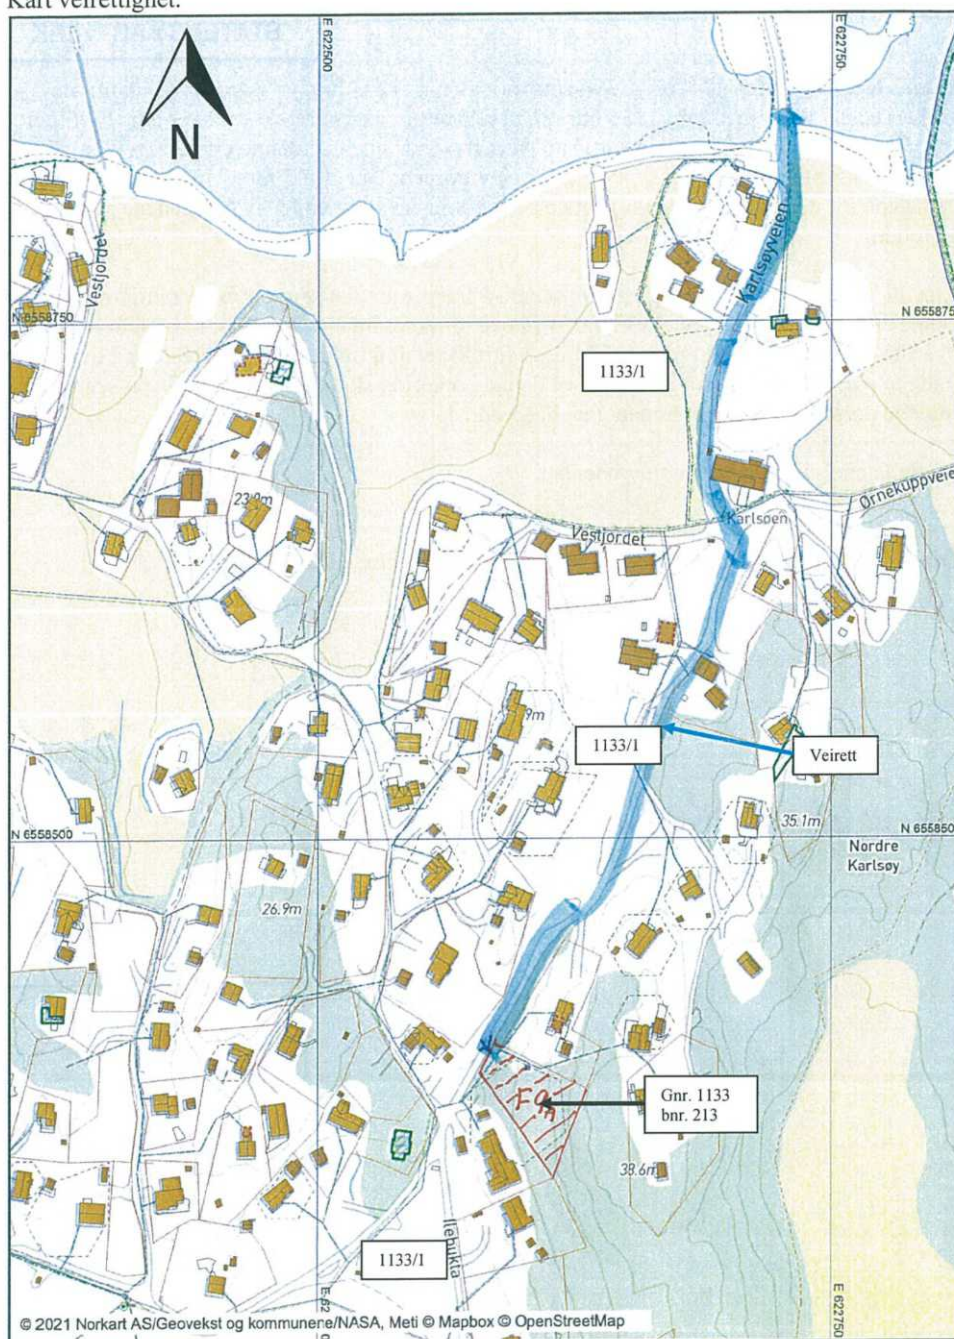 Kart veirettighet:
E 622500
E 622750
N
Vestjordet
Karlsøyveien
N 6558750
N 655875
1133/1
23.9m
Ørnekuppveie
Karlsøen
Vestjordet
1133/1
Veirett
35.1m
N 6558500
N 6558500
Nordre
Karlsøy
26.9m
Gnr. 1133
bnr. 213
38.6m
Ilebukta
1133/1
E 62
E 622750
© 2021 Norkart AS/Geovekst og kommunene/NASA, Meti © Mapbox © OpenStreetMap